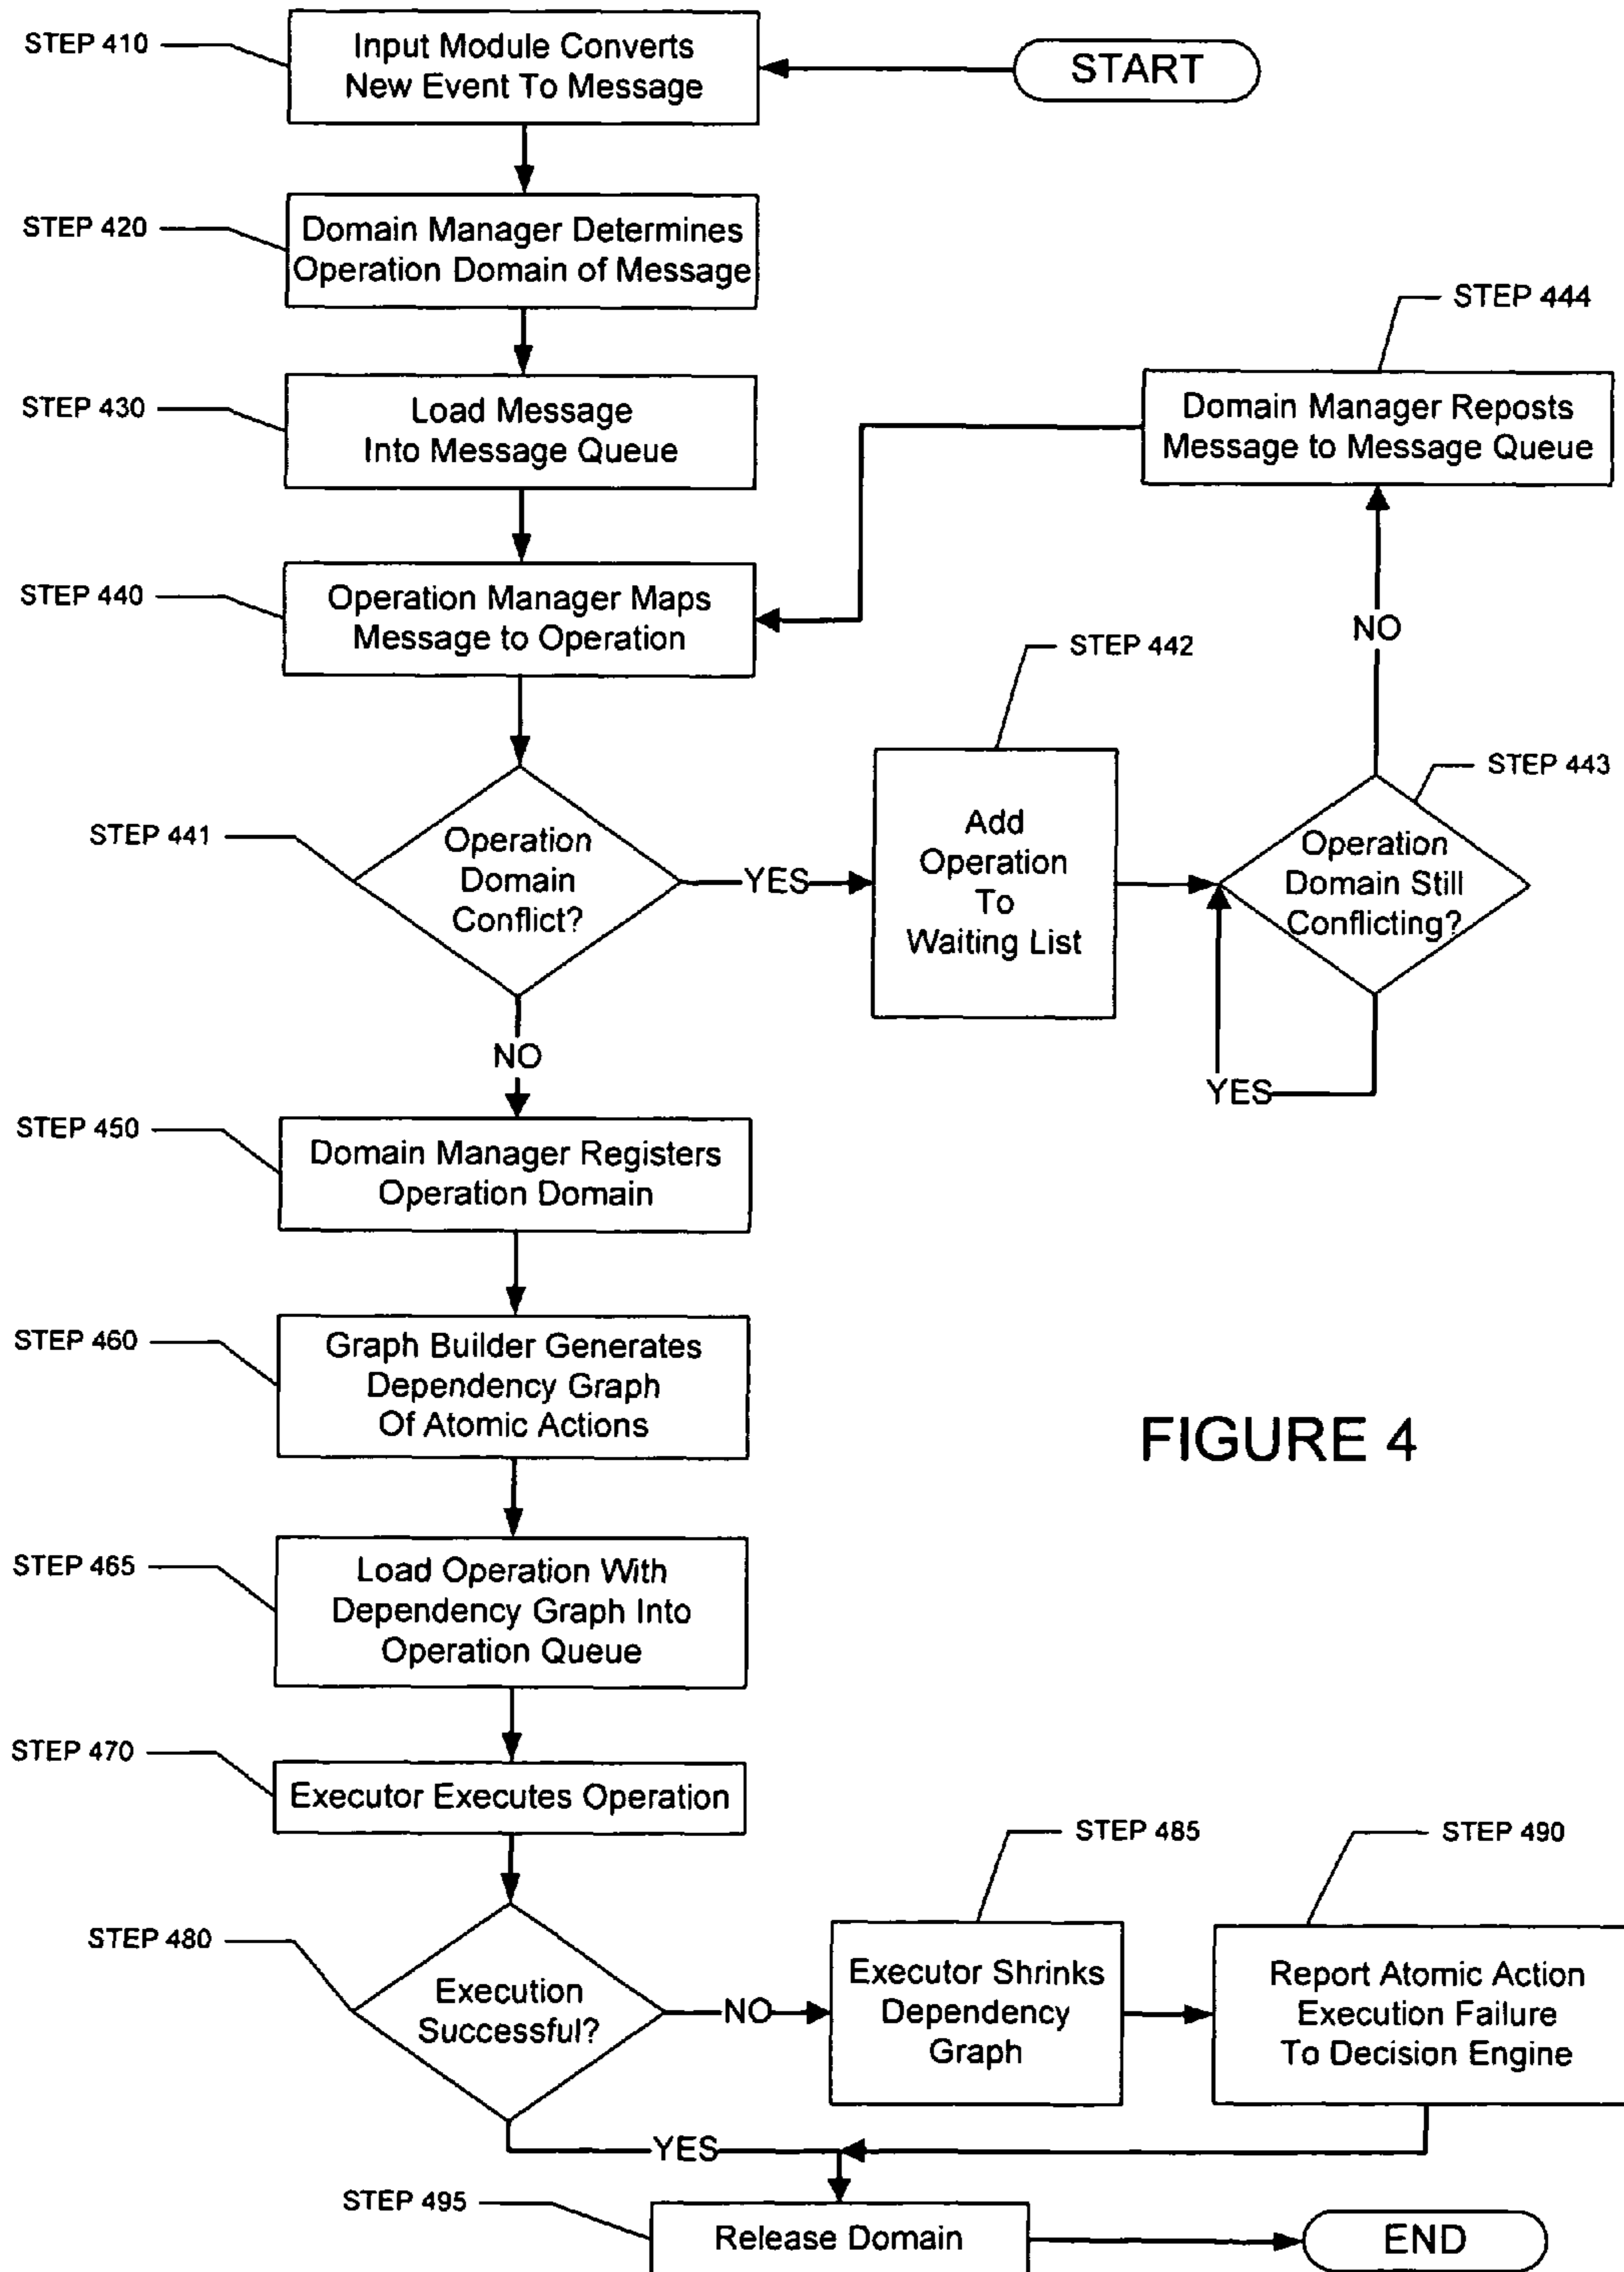 STEP 410
Input Module Converts
New Event To Message
START
STEP 420
Domain Manager Determines
Operation Domain of Message
STEP 430
Load Message
Into Message Queue
STEP 444
Domain Manager Reposts
Message to Message Queue
STEP 440
Operation Manager Maps
Message to Operation
NO
STEP 442
STEP 443
STEP 441
Operation
Domain
Conflict?
YES
Add
Operation
To
Waiting List
Operation
Domain Still
Conflicting?
YES
NO
STEP 450
Domain Manager Registers
Operation Domain
STEP 460
Graph Builder Generates
Dependency Graph
Of Atomic Actions
FIGURE 4
STEP 465
Load Operation With
Dependency Graph Into
Operation Queue
STEP 470
Executor Executes Operation
STEP 485
STEP 490
STEP 480
Execution
Successful?
NO
Executor Shrinks
Dependency
Graph
Report Atomic Action
Execution Failure
To Decision Engine
YES
STEP 495
Release Domain
END